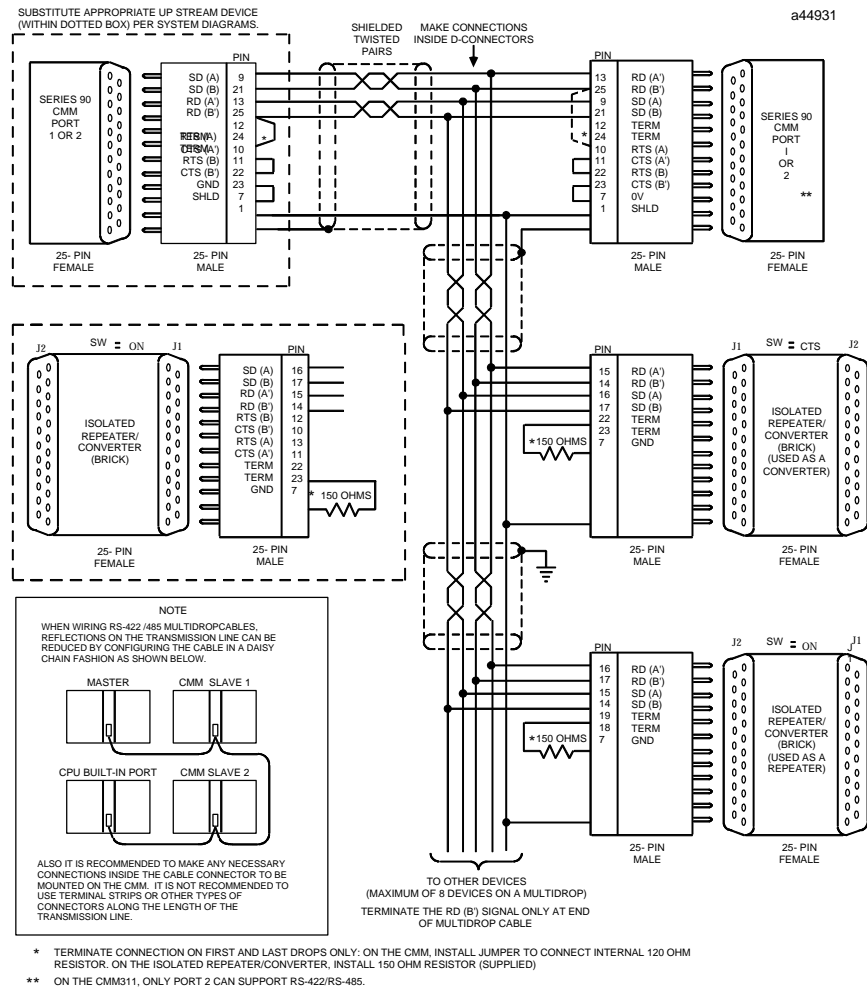 SUBSTITUTE APPROPRIATE UP STREAM DEVICE
(WITHIN DOTTED BOX) PER SYSTEM DIAGRAMS.
SHIELDED
TWISTED
PAIRS
MAKE CONNECTIONS
INSIDE D-CONNECTORS
a44931
SERIES 90
CMM
PORT
1 OR 2
25- PIN
FEMALE
PIN
SD (A) 9
SD (B) 21
RD (A') 13
RD (B') 25
12
24
CTS (A') 10
RTS (B) 11
CTS (B') 22
GND 23
SHLD 7
1
*
25- PIN
MALE
PIN
13 RD (A')
25 RD (B')
9 SD (A)
21 SD (B)
12 TERM
24 TERM
10 RTS (A)
11 CTS (A')
22 RTS (B)
23 CTS (B')
7 0V
1 SHLD
*
25- PIN
MALE
SERIES 90
CMM
PORT
I
OR
2
**
25- PIN
FEMALE
J2
SW = ON
J1
ISOLATED
REPEATER/
CONVERTER
(BRICK)
25- PIN
FEMALE
PIN
SD (A) 16
SD (B) 17
RD (A') 15
RD (B') 14
RTS (B) 12
CTS (B') 10
RTS (A) 13
CTS (A') 11
TERM 22
TERM 23
GND 7
* 150 OHMS
25- PIN
MALE
PIN
15 RD (A')
14 RD (B')
16 SD (A)
17 SD (B)
22 TERM
23 TERM
7 GND
*150 OHMS
25- PIN
MALE
J1
SW = CTS
J2
ISOLATED
REPEATER/
CONVERTER
(BRICK)
(USED AS A
CONVERTER)
25- PIN
FEMALE
PIN
16 RD (A')
17 RD (B')
15 SD (A)
14 SD (B)
19 TERM
18 TERM
7 GND
*150 OHMS
25- PIN
MALE
J2
SW = ON
J1
J
ISOLATED
REPEATER/
CONVERTER
(BRICK)
(USED AS A
REPEATER)
25- PIN
FEMALE
NOTE
WHEN WIRING RS-422 /485 MULTIDROPCABLES,
REFLECTIONS ON THE TRANSMISSION LINE CAN BE
REDUCED BY CONFIGURING THE CABLE IN A DAISY
CHAIN FASHION AS SHOWN BELOW.
MASTER
CMM SLAVE 1
CPU BUILT-IN PORT
CMM SLAVE 2
ALSO IT IS RECOMMENDED TO MAKE ANY NECESSARY
CONNECTIONS INSIDE THE CABLE CONNECTOR TO BE
MOUNTED ON THE CMM. IT IS NOT RECOMMENDED TO
USE TERMINAL STRIPS OR OTHER TYPES OF
CONNECTORS ALONG THE LENGTH OF THE
TRANSMISSION LINE.
TO OTHER DEVICES
(MAXIMUM OF 8 DEVICES ON A MULTIDROP)
TERMINATE THE RD (B') SIGNAL ONLY AT END
OF MULTIDROP CABLE
* TERMINATE CONNECTION ON FIRST AND LAST DROPS ONLY: ON THE CMM, INSTALL JUMPER TO CONNECT INTERNAL 120 OHM
RESISTOR. ON THE ISOLATED REPEATER/CONVERTER, INSTALL 150 OHM RESISTOR (SUPPLIED)
** ON THE CMM311, ONLY PORT 2 CAN SUPPORT RS-422/RS-485.